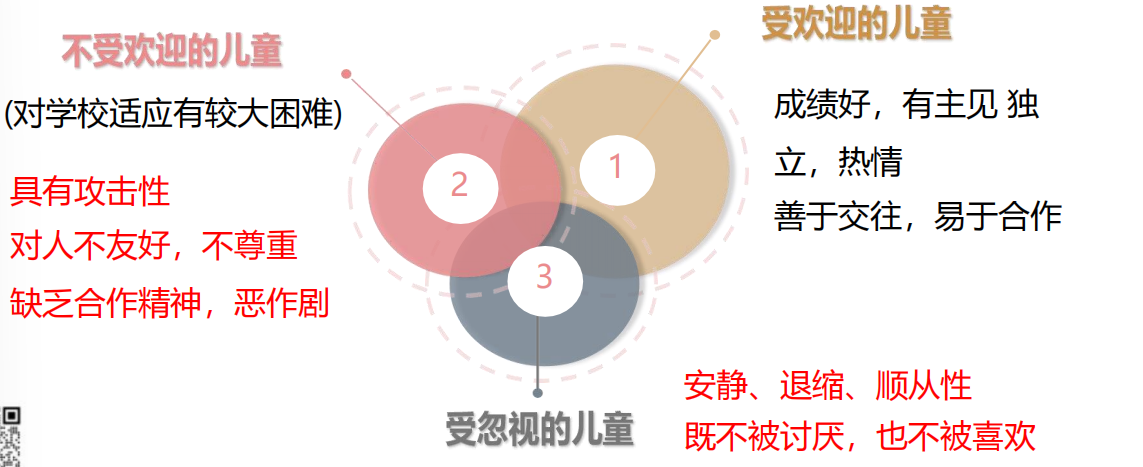 受欢迎的儿童
成绩好，有主见 独
立，热情
善于交往，易于合作
1
不受欢迎的儿童
(对学校适应有较大困难)
具有攻击性
对人不友好，不尊重
缺乏合作精神，恶作剧
2
3
受忽视的儿童
安静、退缩、顺从性
既不被讨厌，也不被喜欢